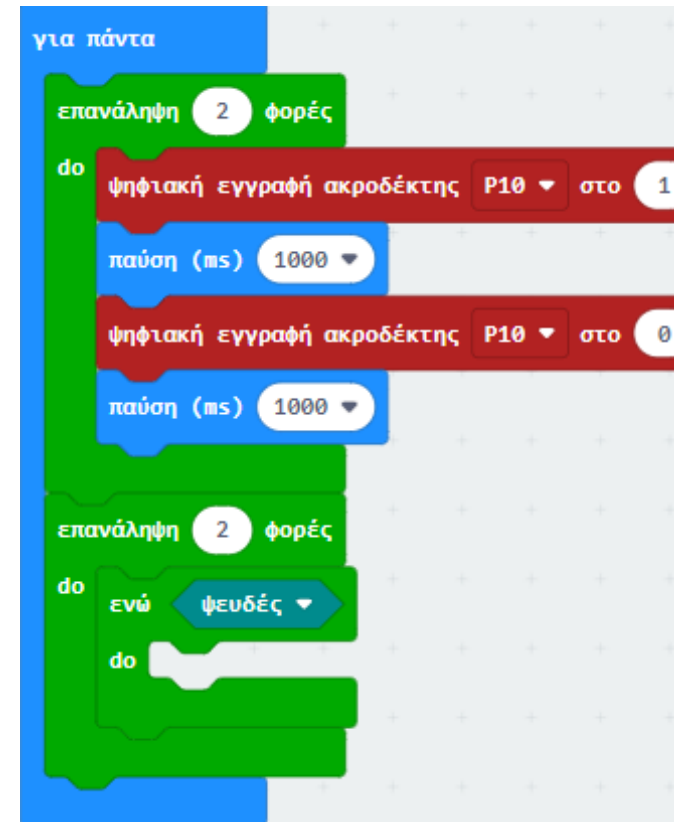 για πάντα
επανάληψη 2 φορές
do
ψηφιακή εγγραφή ακροδέκτης P10 στο 1
παύση (ms) 1000
ψηφιακή εγγραφή ακροδέκτης P10 στο 0
παύση (ms) 1000
επανάληψη 2 φορές
do
ενώ ψευδές
do